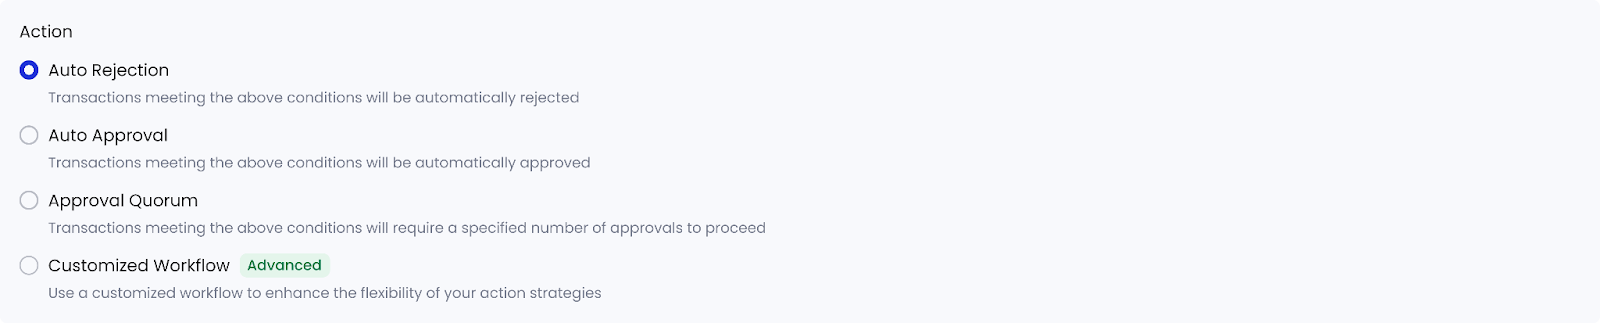 Action
Auto Rejection
Transactions meeting the above conditions will be automatically rejected
Auto Approval
Transactions meeting the above conditions will be automatically approved
Approval Quorum
Transactions meeting the above conditions will require a specified number of approvals to proceed
Customized Workflow Advanced
Use a customized workflow to enhance the flexibility of your action strategies